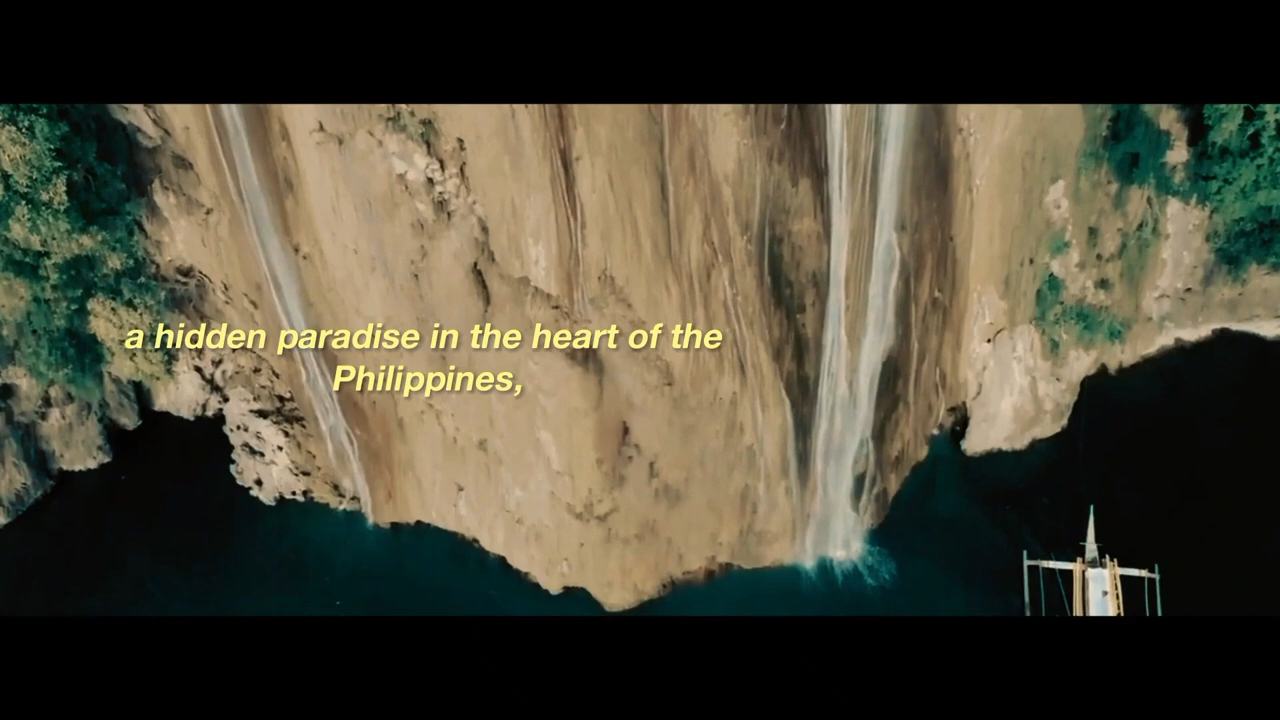 a hidden paradise in the heart of the
Philippines,